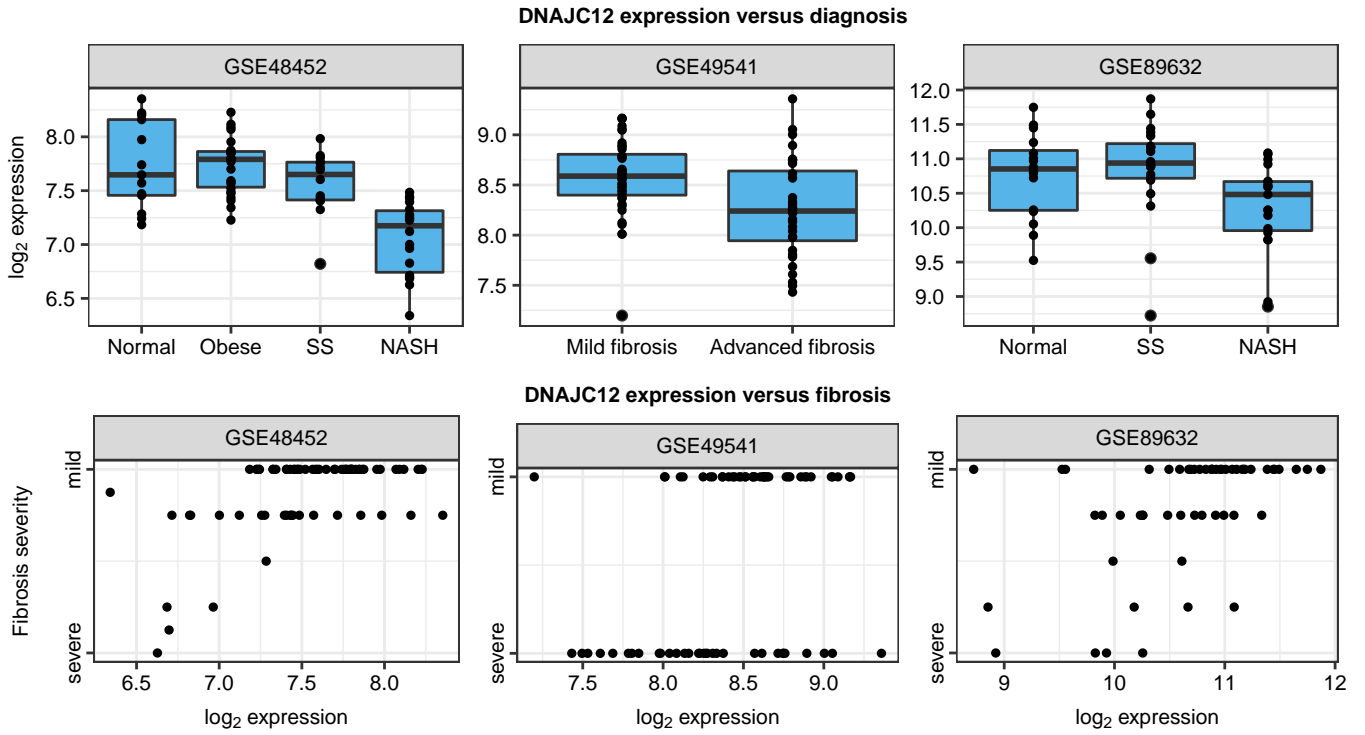 DNAJC12 expression versus diagnosis
GSE48452
GSE49541
GSE89632
log2 expression
8.0
7.5
7.0
6.5
9.0
8.5
8.0
7.5
12.0
11.5
11.0
10.5
10.0
9.5
9.0
Normal Obese SS NASH
Mild fibrosis Advanced fibrosis
Normal SS NASH
DNAJC12 expression versus fibrosis
GSE48452
GSE49541
GSE89632
Fibrosis severity
mild
severe
mild
severe
mild
severe
6.5 7.0 7.5 8.0
7.5 8.0 8.5 9.0
9 10 11 12
log2 expression
log2 expression
log2 expression